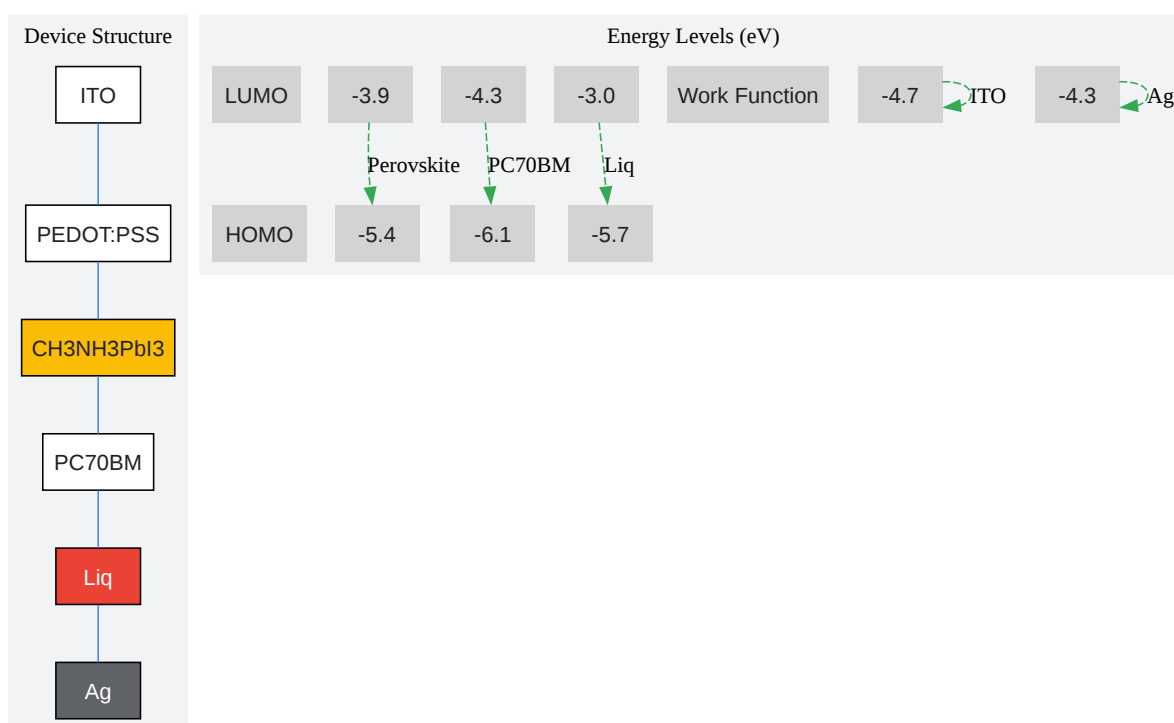 Device Structure
ITO
PEDOT:PSS
CH3NH3PbI3
PC70BM
Liq
Ag
Energy Levels (eV)
LUMO -3.9 -4.3 -3.0 Work Function -4.7 ITO -4.3 Ag
Perovskite PC70BM Liq
HOMO -5.4 -6.1 -5.7